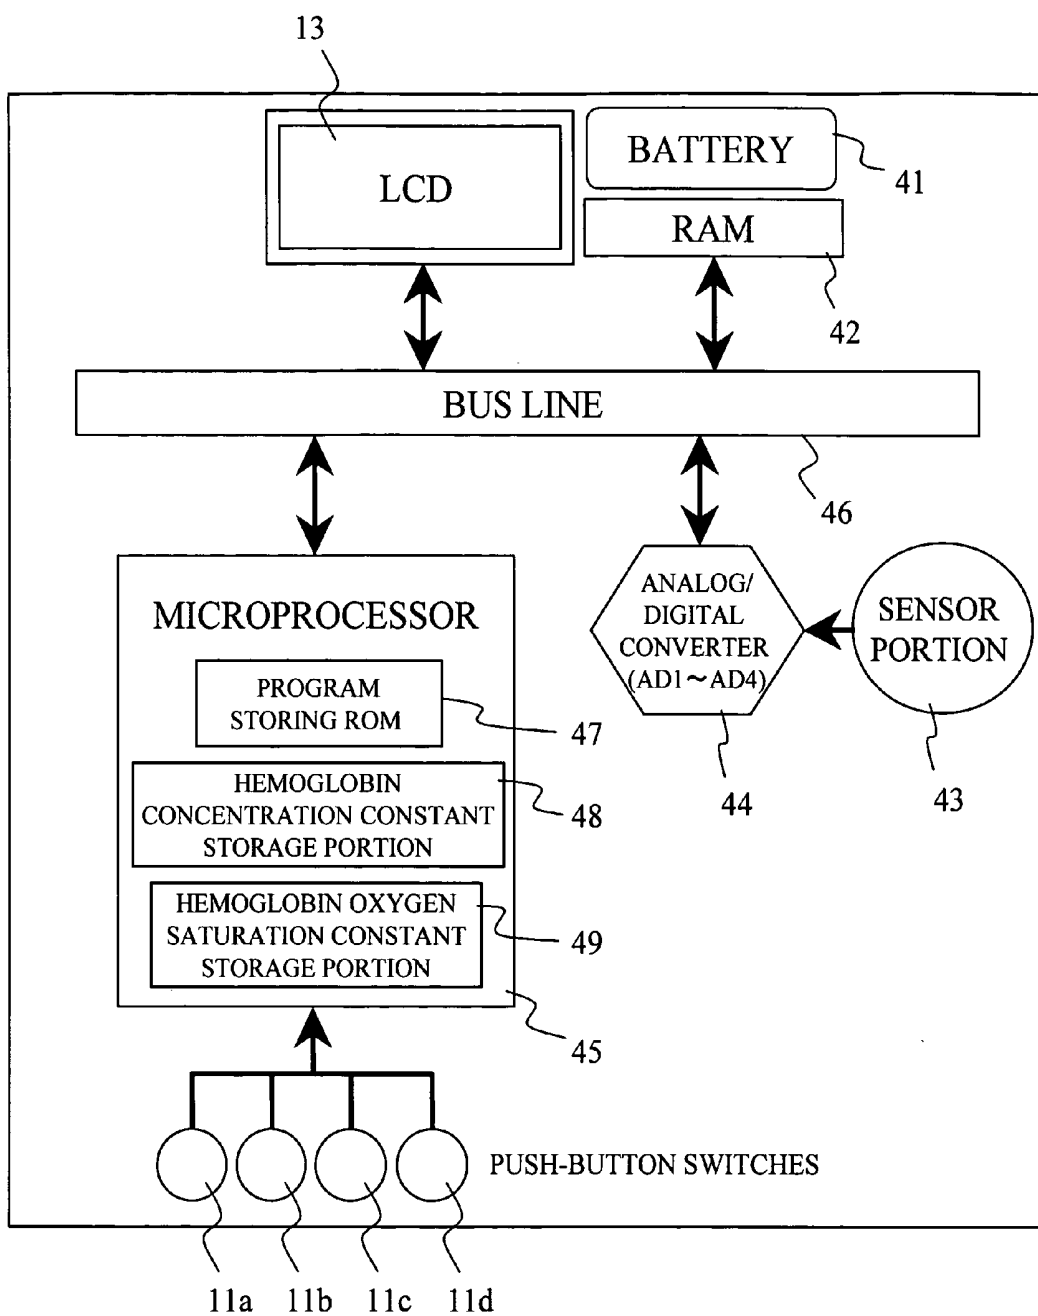 13
LCD
BATTERY
41
RAM
42
BUS LINE
46
MICROPROCESSOR
PROGRAM
STORING ROM
47
HEMOGLOBIN
CONCENTRATION CONSTANT
STORAGE PORTION
48
HEMOGLOBIN OXYGEN
SATURATION CONSTANT
STORAGE PORTION
49
45
ANALOG/
DIGITAL
CONVERTER
(AD1～AD4)
44
SENSOR
PORTION
43
PUSH-BUTTON SWITCHES
11a 11b 11c 11d